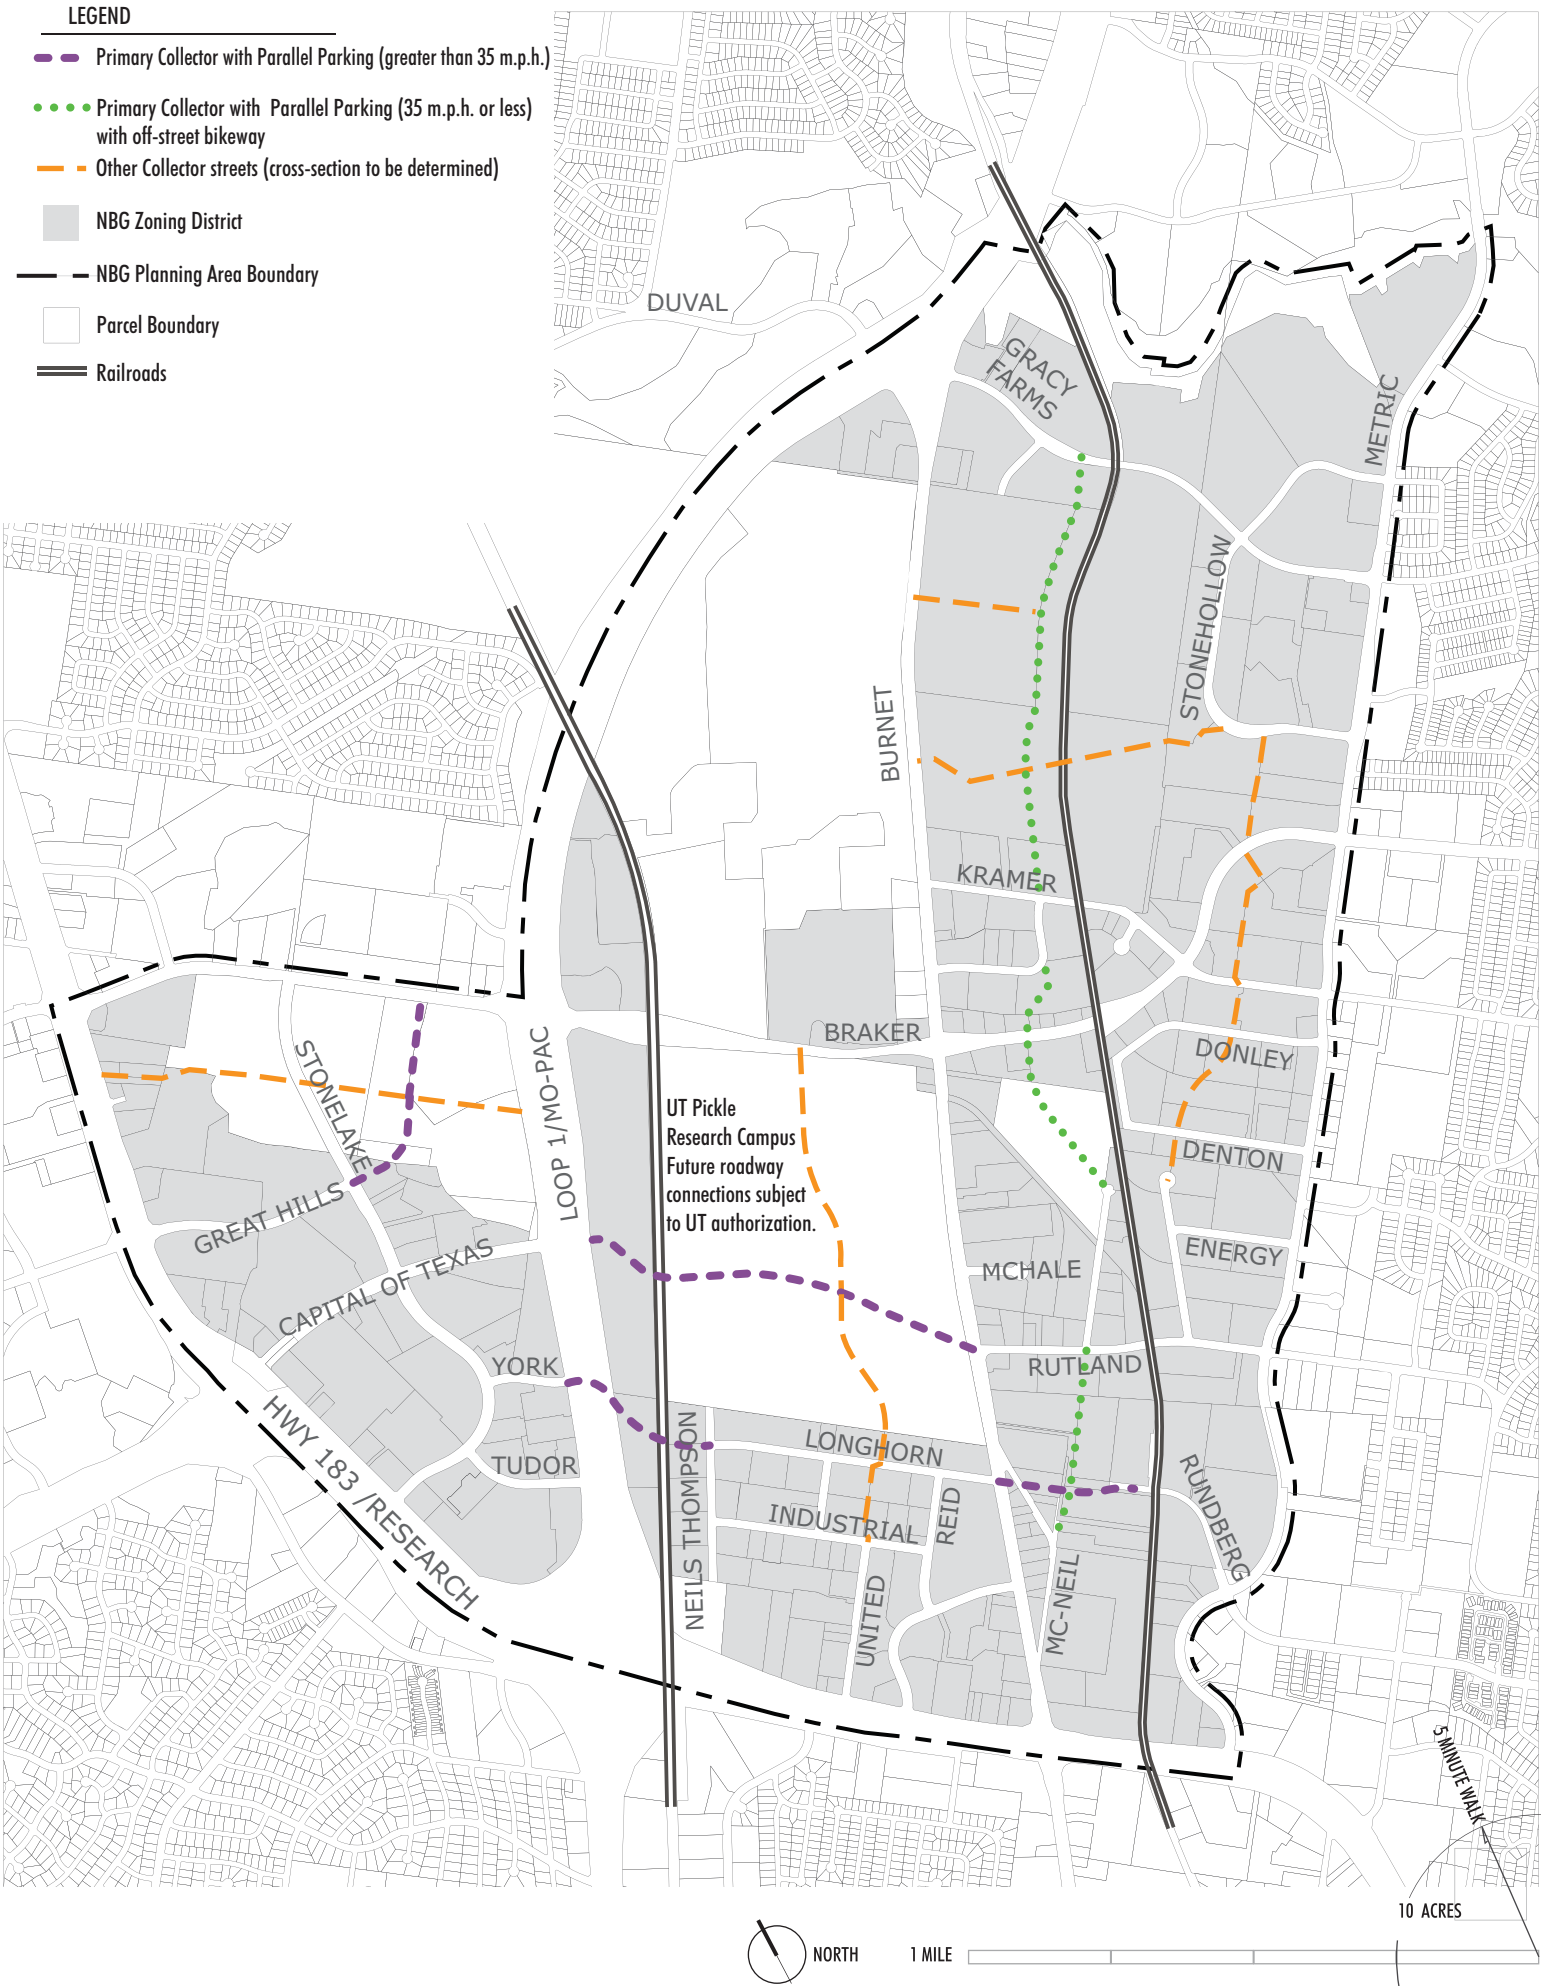 LEGEND
Primary Collector with Parallel Parking (greater than 35 m.p.h.)
Primary Collector with Parallel Parking (35 m.p.h. or less)
with off-street bikeway
Other Collector streets (cross-section to be determined)
NBG Zoning District
NBG Planning Area Boundary
Parcel Boundary
Railroads
DUVAL
GRACY
FARMS
METRIC
STONEHOLLOW
BURNET
KRAMER
BRAKER
DONLEY
STONELAKE
LOOP 1/MO-PAC
UT Pickle
Research Campus
Future roadway
connections subject
to UT authorization.
DENTON
GREAT HILLS
ENERGY
CAPITAL OF TEXAS
MCHALE
YORK
RUTLAND
HWY 183 /RESEARCH
LONGHORN
TUDOR
NEILS THOMPSON
INDUSTRIAL
REID
RUNDBERG
UNITED
MC-NEIL
5 MINUTE WALK
10 ACRES
NORTH
1 MILE